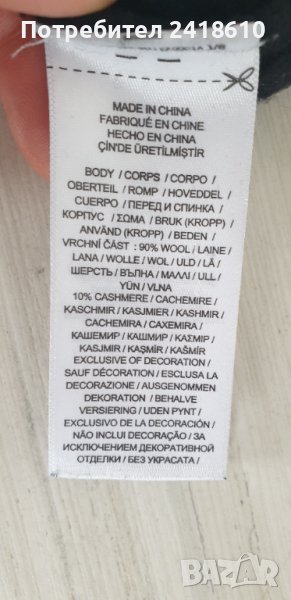 Потребител 2418610
MADE IN CHINA
FABRIQUÉ EN CHINE
HECHO EN CHINA
ÇİN'DE ÜRETİLMİŞTİR
BODY / CORPS / CORPO /
OBERTEIL / ROMP / HOVEDDEL /
CUERPO / ПЕРЕД И СПИНКА /
КОРПУС / ΣΩΜΑ / BRUK (KROPP) /
ANVÄND (KROPP) / BEDEN /
VRCHNÍ ČÁST : 90% WOOL / LAINE /
LANA / WOLLE / WOL / ULD / LÃ /
ШЕРСТЬ / ВЪЛНА / ΜΑΛΛΙ / ULL /
YÜN / VLNA
10% CASHMERE / CACHEMIRE /
KASCHMIR / KASJMIER / KASHMIR /
CACHEMIRA / CAXEMIRA /
КАШЕМИР / КАШМИР / ΚΑΣΜΙΡ /
KASJMIR / KAŞMİR / KAŠMÍR
EXCLUSIVE OF DECORATION /
SAUF DÉCORATION / ESCLUSA LA
DECORAZIONE / AUSGENOMMEN
DEKORATION / BEHALVE
VERSIERING / UDEN PYNT /
EXCLUSIVO DE LA DECORACIÓN /
NÃO INCLUI DECORAÇÃO / ЗА
ИСКЛЮЧЕНИЕМ ДЕКОРАТИВНОЙ
ОТДЕЛКИ / БЕЗ УКРАСАТА /
BAZAR